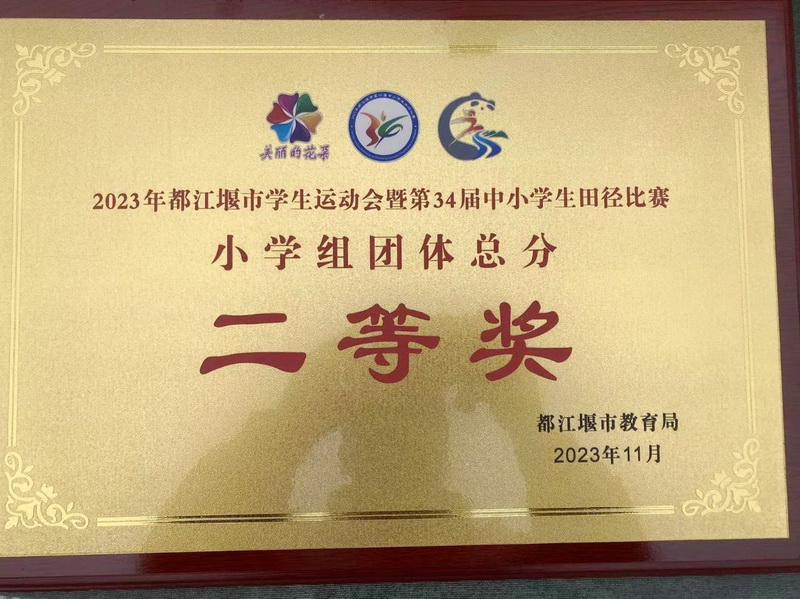 美丽的花朵
2023年都江堰市学生运动会暨第34届中小学生田径比赛
小学组团体总分
二等奖
都江堰市教育局
2023年11月